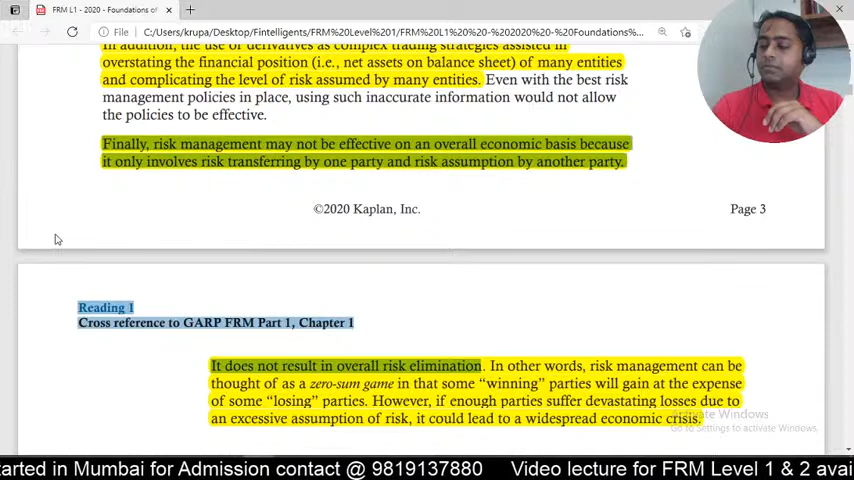 FRM L1 - 2020 - Foundations of
C:/Users/krupa/Desktop/Fintelligents/FRM%20Level%201/FRM%20L1%20%20-%202020%20-%20Foundations%...
In addition, the use of derivatives as complex trading strategies assisted in
overstating the financial position (i.e., net assets on balance sheet) of many entities
and complicating the level of risk assumed by many entities. Even with the best risk
management policies in place, using such inaccurate information would not allow
the policies to be effective.
Finally, risk management may not be effective on an overall economic basis because
it only involves risk transferring by one party and risk assumption by another party.
©2020 Kaplan, Inc.
Page 3
Reading 1
Cross reference to GARP FRM Part 1, Chapter 1
It does not result in overall risk elimination. In other words, risk management can be
thought of as a zero-sum game in that some “winning” parties will gain at the expense
of some “losing” parties. However, if enough parties suffer devastating losses due to
an excessive assumption of risk, it could lead to a widespread economic crisis.
Activate Windows
Go to Settings to activate Windows.
tarted in Mumbai for Admission contact @ 9819137880 Video lecture for FRM Level 1 & 2 avai